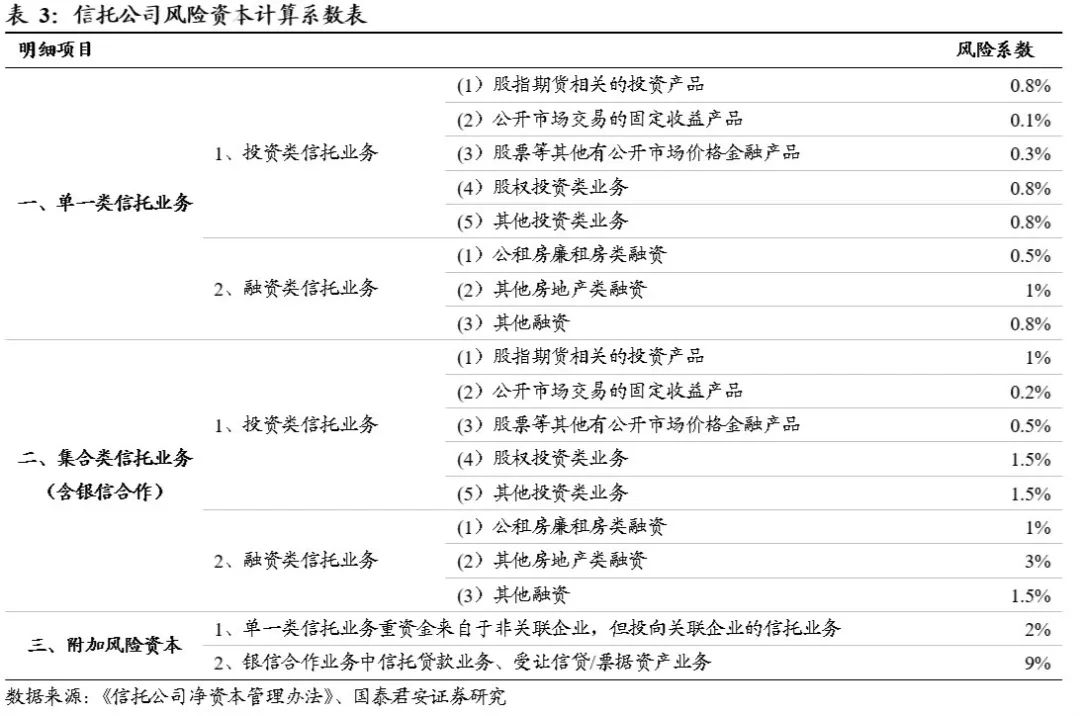 表 3：信托公司风险资本计算系数表
明细项目 风险系数
一、单一类信托业务
1、投资类信托业务
(1) 股指期货相关的投资产品 0.8%
(2) 公开市场交易的固定收益产品 0.1%
(3) 股票等其他有公开市场价格金融产品 0.3%
(4) 股权投资类业务 0.8%
(5) 其他投资类业务 0.8%
2、融资类信托业务
(1) 公租房廉租房类融资 0.5%
(2) 其他房地产类融资 1%
(3) 其他融资 0.8%
二、集合类信托业务
（含银信合作）
1、投资类信托业务
(1) 股指期货相关的投资产品 1%
(2) 公开市场交易的固定收益产品 0.2%
(3) 股票等其他有公开市场价格金融产品 0.5%
(4) 股权投资类业务 1.5%
(5) 其他投资类业务 1.5%
2、融资类信托业务
(1) 公租房廉租房类融资 1%
(2) 其他房地产类融资 3%
(3) 其他融资 1.5%
三、附加风险资本
1、单一类信托业务重资金来自于非关联企业，但投向关联企业的信托业务 2%
2、银信合作业务中信托贷款业务、受让信贷/票据资产业务 9%
数据来源：《信托公司净资本管理办法》、国泰君安证券研究